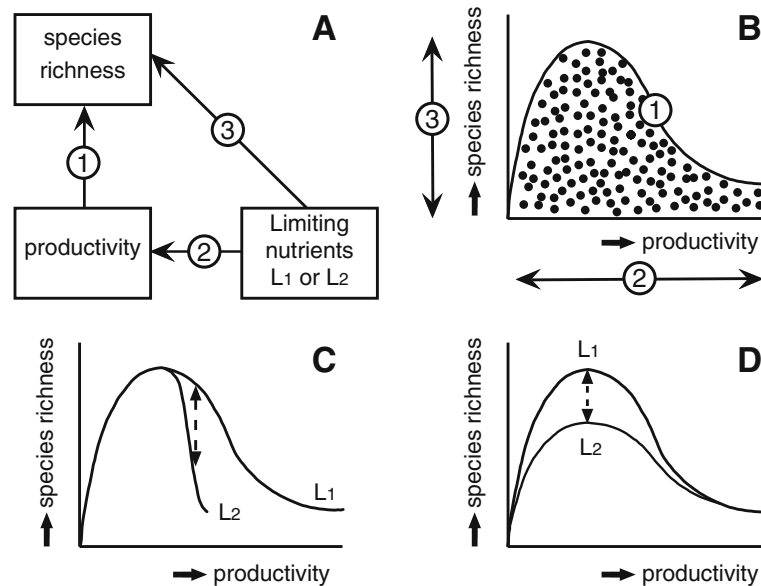 A
species
richness
1
3
productivity
2
Limiting
nutrients
L1 or L2
B
3
species richness
1
productivity
2
C
species richness
L2
L1
productivity
D
species richness
L1
L2
productivity